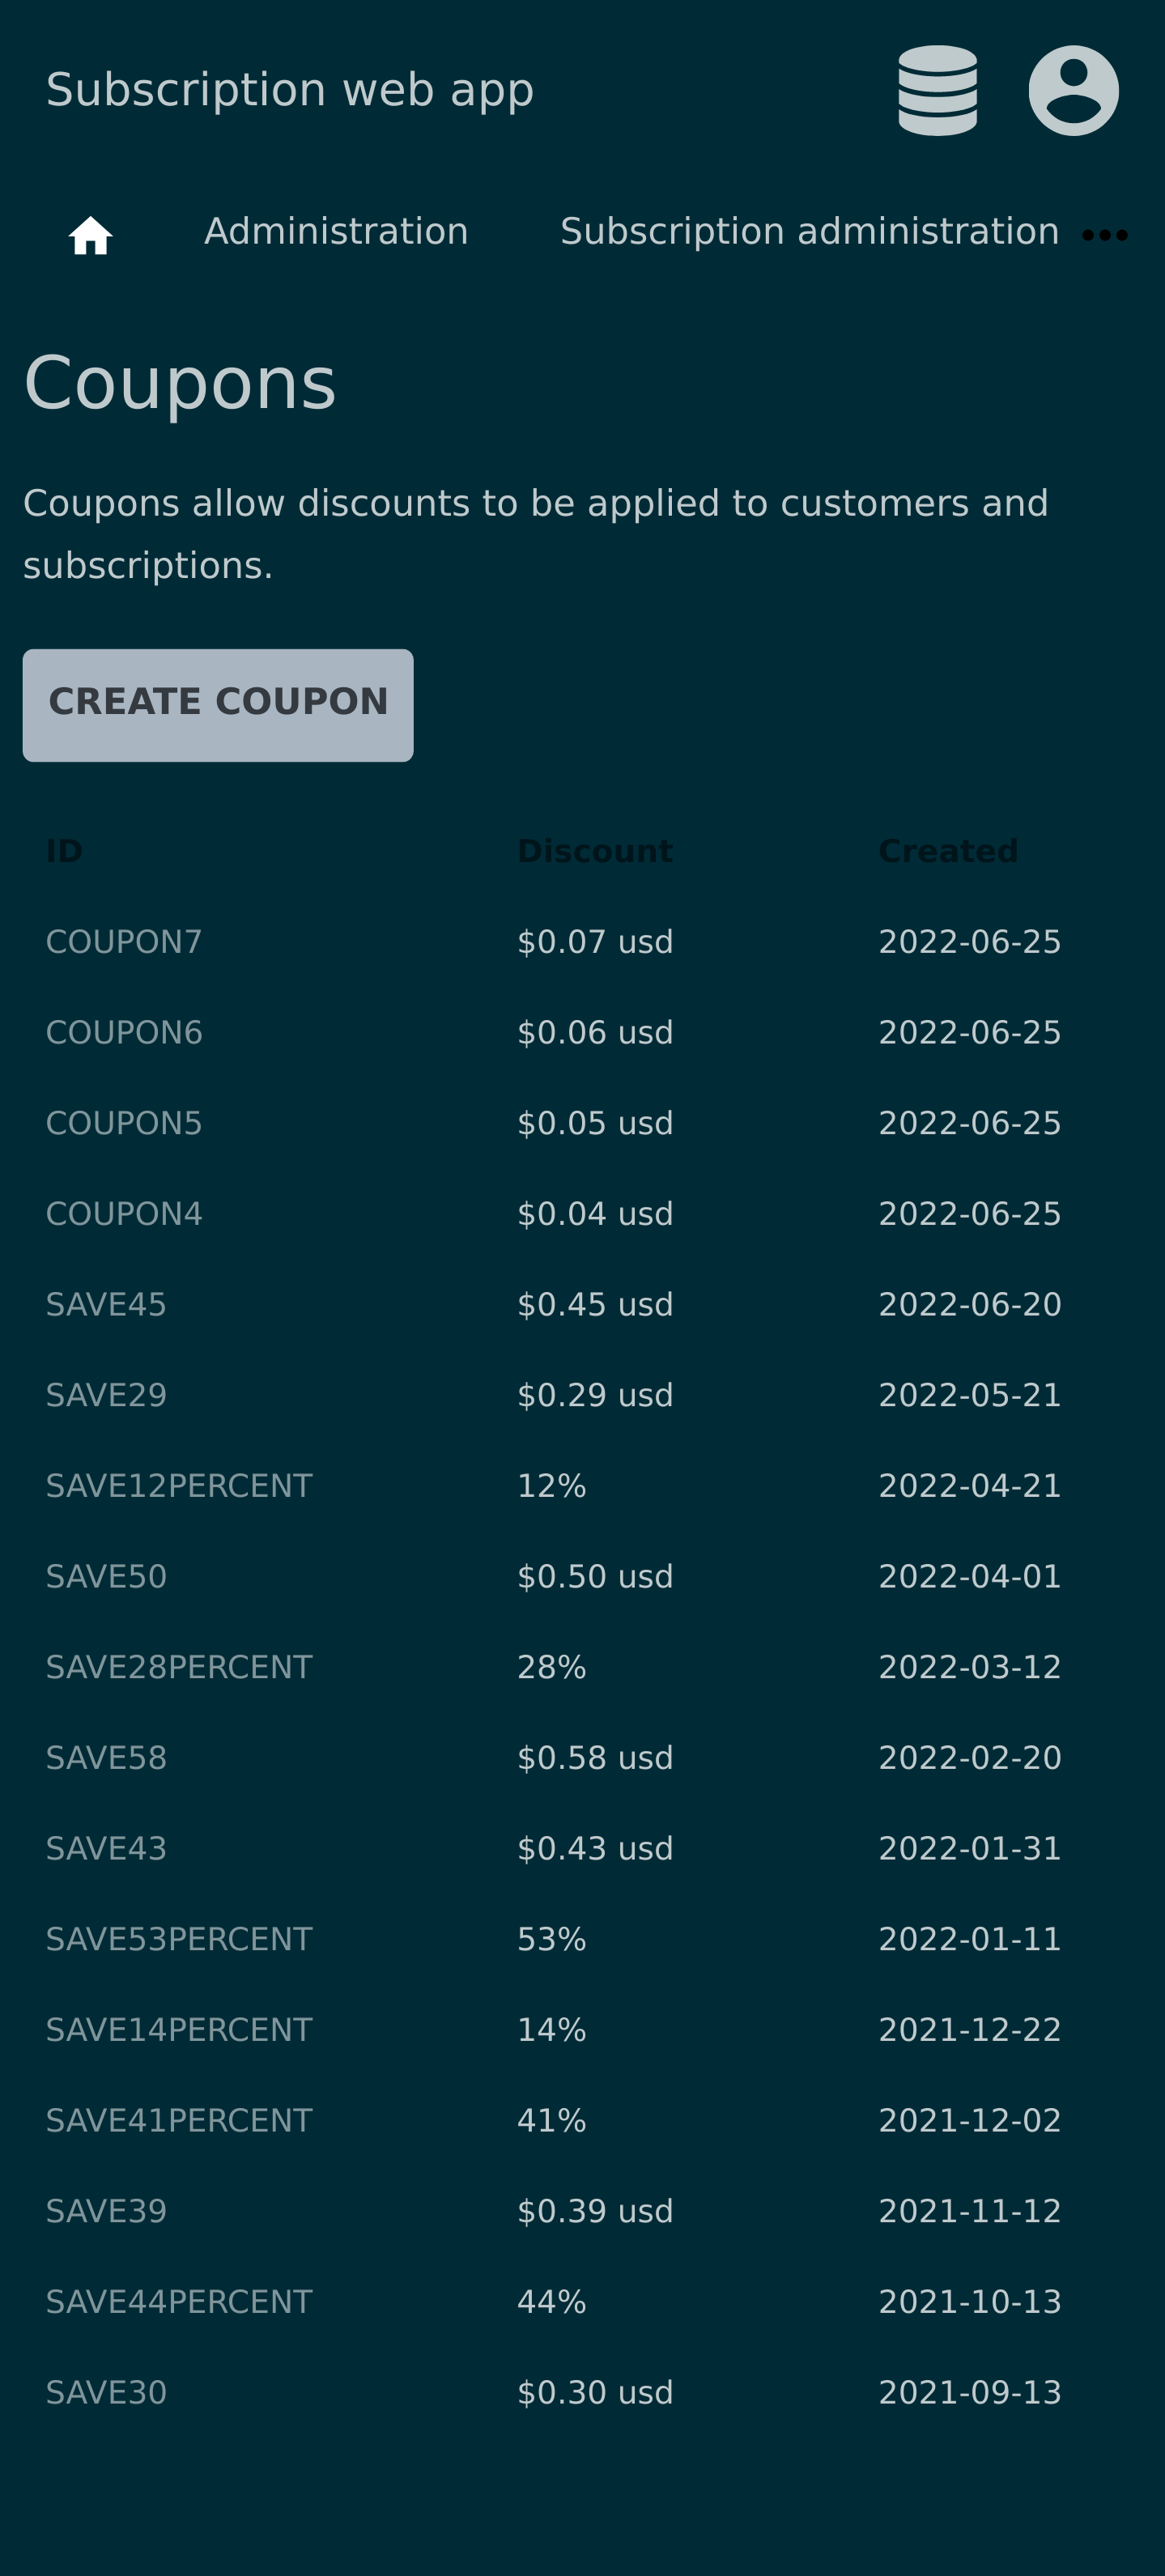 Subscription web app
Administration Subscription administration
Coupons
Coupons allow discounts to be applied to customers and
subscriptions.
CREATE COUPON
ID Discount Created
COUPON7 $0.07 usd 2022-06-25
COUPON6 $0.06 usd 2022-06-25
COUPON5 $0.05 usd 2022-06-25
COUPON4 $0.04 usd 2022-06-25
SAVE45 $0.45 usd 2022-06-20
SAVE29 $0.29 usd 2022-05-21
SAVE12PERCENT 12% 2022-04-21
SAVE50 $0.50 usd 2022-04-01
SAVE28PERCENT 28% 2022-03-12
SAVE58 $0.58 usd 2022-02-20
SAVE43 $0.43 usd 2022-01-31
SAVE53PERCENT 53% 2022-01-11
SAVE14PERCENT 14% 2021-12-22
SAVE41PERCENT 41% 2021-12-02
SAVE39 $0.39 usd 2021-11-12
SAVE44PERCENT 44% 2021-10-13
SAVE30 $0.30 usd 2021-09-13